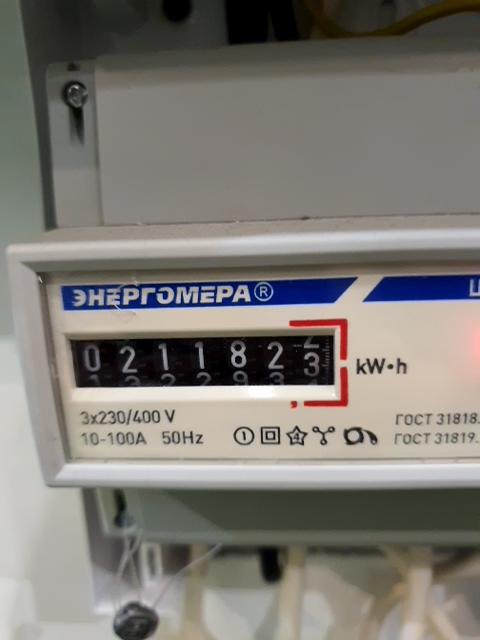 ЭНЕРГОМЕРА®
0211823
kW•h
3x230/400 V
10-100A 50Hz
ГОСТ 31818.
ГОСТ 31819.